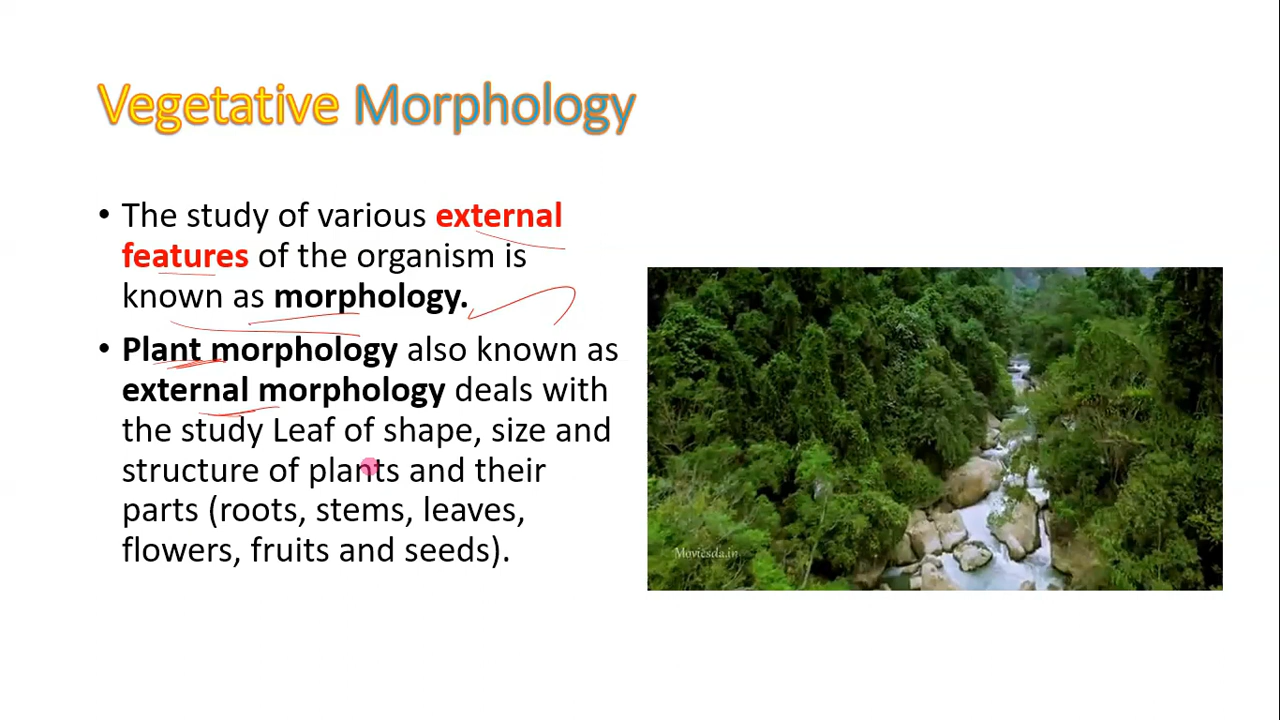 Vegetative Morphology
• The study of various external
features of the organism is
known as morphology.
• Plant morphology also known as
external morphology deals with
the study Leaf of shape, size and
structure of plants and their
parts (roots, stems, leaves,
flowers, fruits and seeds).
Moviesda.in